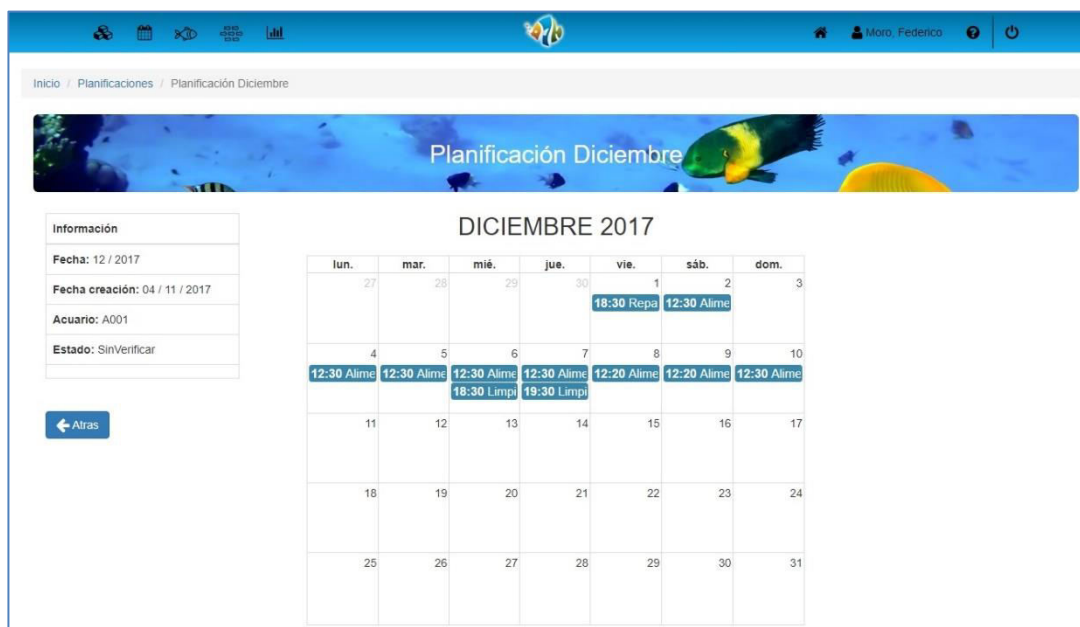 Moro, Federico
Inicio / Planificaciones / Planificación Diciembre
Planificación Diciembre
Información
Fecha: 12 / 2017
Fecha creación: 04 / 11 / 2017
Acuario: A001
Estado: SinVerificar
Atras
DICIEMBRE 2017
lun. mar. mié. jue. vie. sáb. dom.
27 28 29 30 1 2 3
18:30 Repa 12:30 Alime
4 5 6 7 8 9 10
12:30 Alime 12:30 Alime 12:30 Alime 12:30 Alime 12:20 Alime 12:20 Alime 12:30 Alime
18:30 Limpi 19:30 Limpi
11 12 13 14 15 16 17
18 19 20 21 22 23 24
25 26 27 28 29 30 31